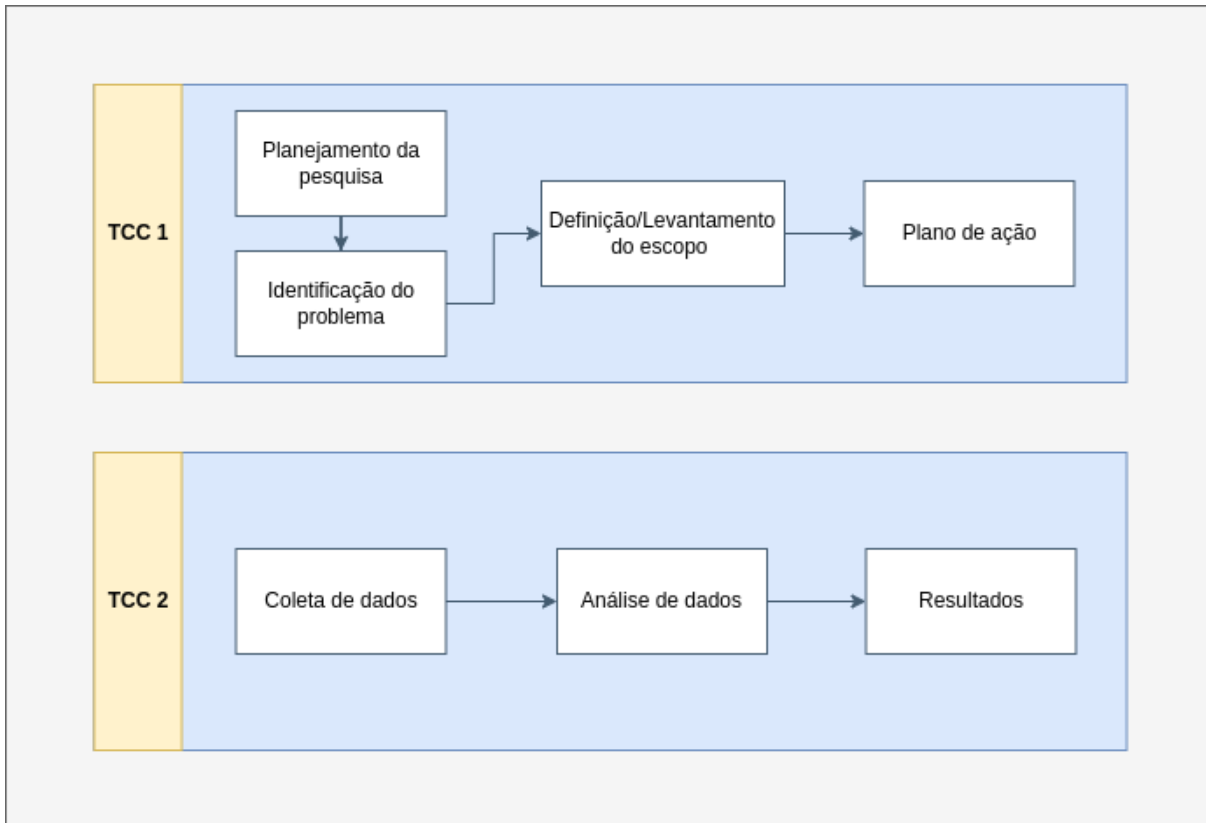 TCC 1
Planejamento da
pesquisa
Identificação do
problema
Definição/Levantamento
do escopo
Plano de ação
TCC 2
Coleta de dados
Análise de dados
Resultados